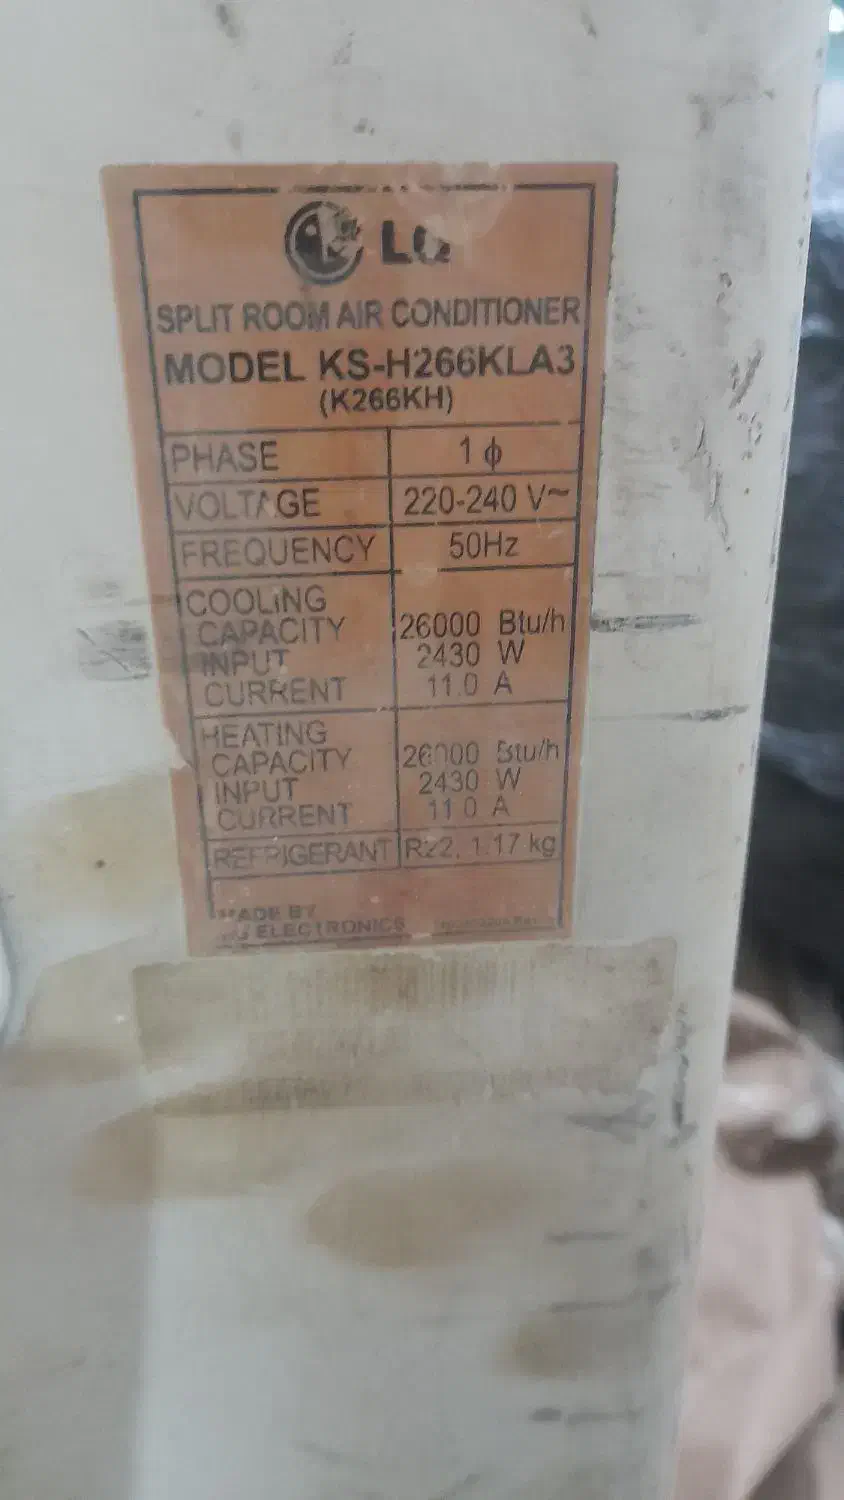 LG
SPLIT ROOM AIR CONDITIONER
MODEL KS-H266KLA3
(K266KH)
PHASE 1 ϕ
VOLTAGE 220-240 V~
FREQUENCY 50Hz
COOLING
CAPACITY 26000 Btu/h
INPUT 2430 W
CURRENT 11.0 A
HEATING
CAPACITY 26000 Btu/h
INPUT 2430 W
CURRENT 11.0 A
REFRIGERANT R22, 1.17 kg
MADE BY
LG ELECTRONICS